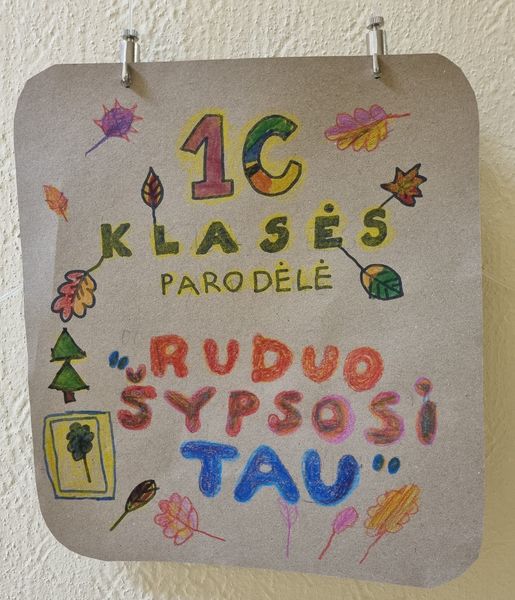 1C
KLASĖS
PARODĖLĖ
„RUDUO
ŠYPSOSI
TAU”